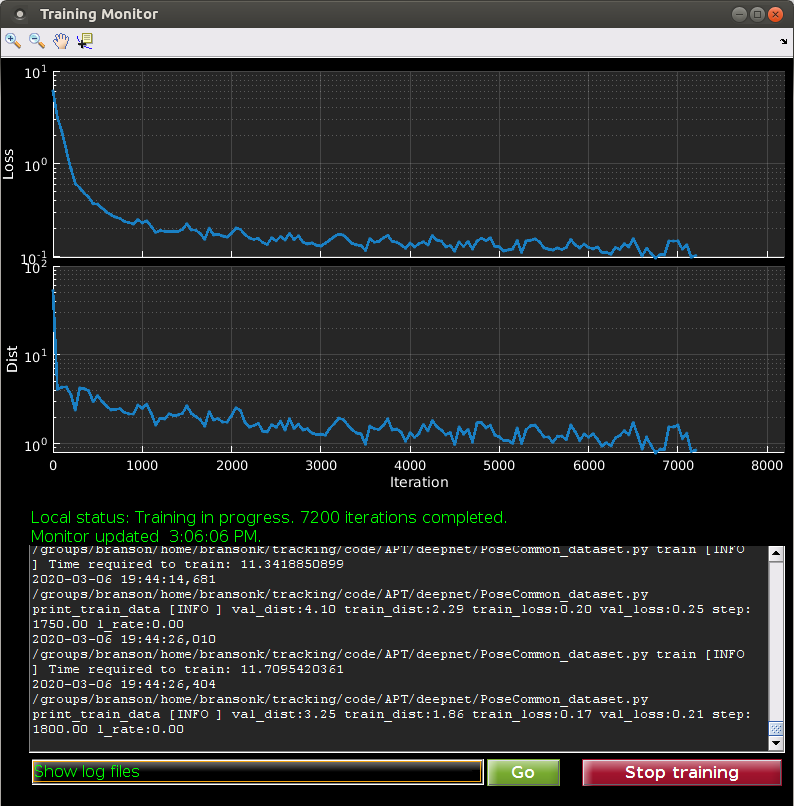 Training Monitor
10^1
10^0
10^-1
Loss
10^2
10^1
10^0
Dist
0 1000 2000 3000 4000 5000 6000 7000 8000
Iteration
Local status: Training in progress. 7200 iterations completed.
Monitor updated 3:06:06 PM.
/groups/branson/home/bransonk/tracking/code/APT/deepnet/PoseCommon_dataset.py train [INFO
] Time required to train: 11.3418850899
2020-03-06 19:44:14,681
/groups/branson/home/bransonk/tracking/code/APT/deepnet/PoseCommon_dataset.py
print_train_data [INFO ] val_dist:4.10 train_dist:2.29 train_loss:0.20 val_loss:0.25 step:
1750.00 l_rate:0.00
2020-03-06 19:44:26,010
/groups/branson/home/bransonk/tracking/code/APT/deepnet/PoseCommon_dataset.py train [INFO
] Time required to train: 11.7095420361
2020-03-06 19:44:26,404
/groups/branson/home/bransonk/tracking/code/APT/deepnet/PoseCommon_dataset.py
print_train_data [INFO ] val_dist:3.25 train_dist:1.86 train_loss:0.17 val_loss:0.21 step:
1800.00 l_rate:0.00
Show log files
Go
Stop training